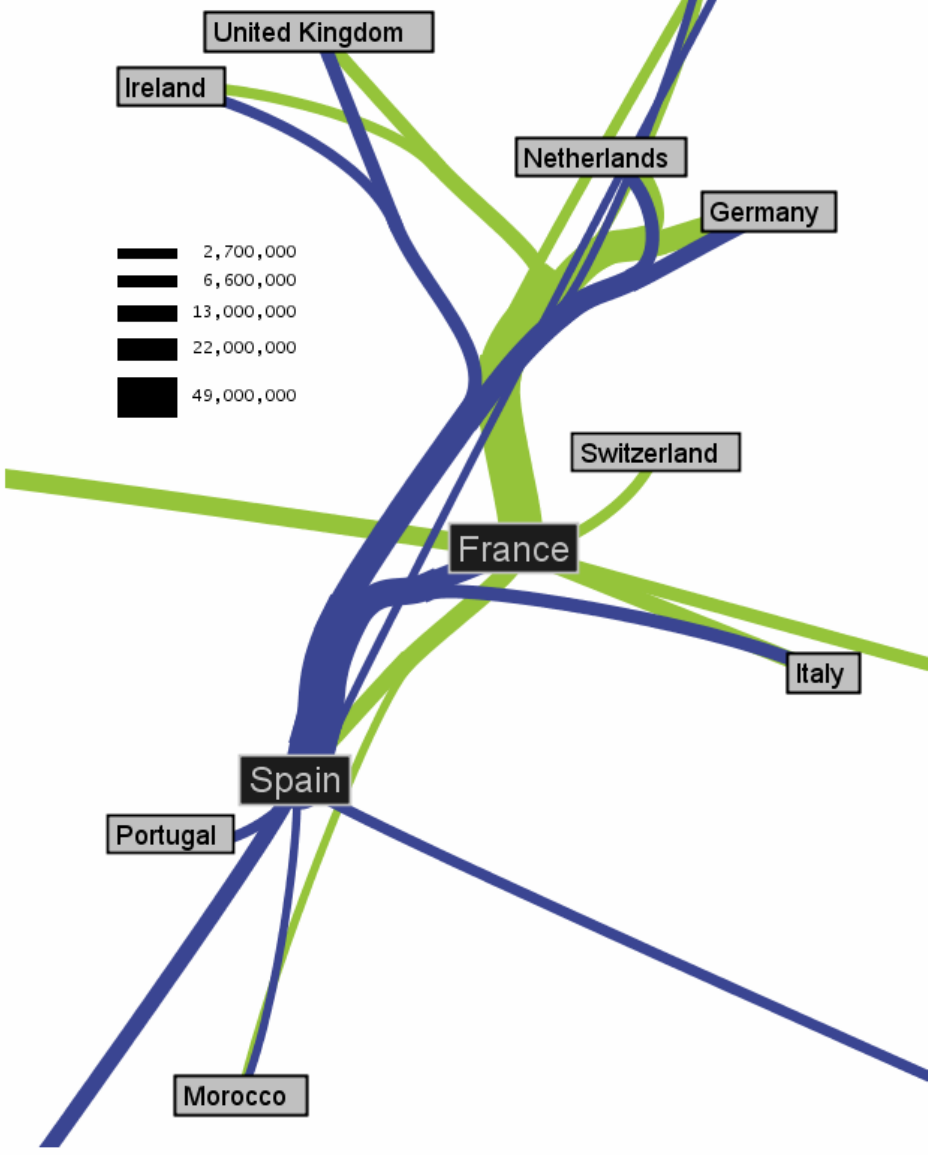 United Kingdom
Ireland
Netherlands
Germany
2,700,000
6,600,000
13,000,000
22,000,000
49,000,000
Switzerland
France
Italy
Spain
Portugal
Morocco